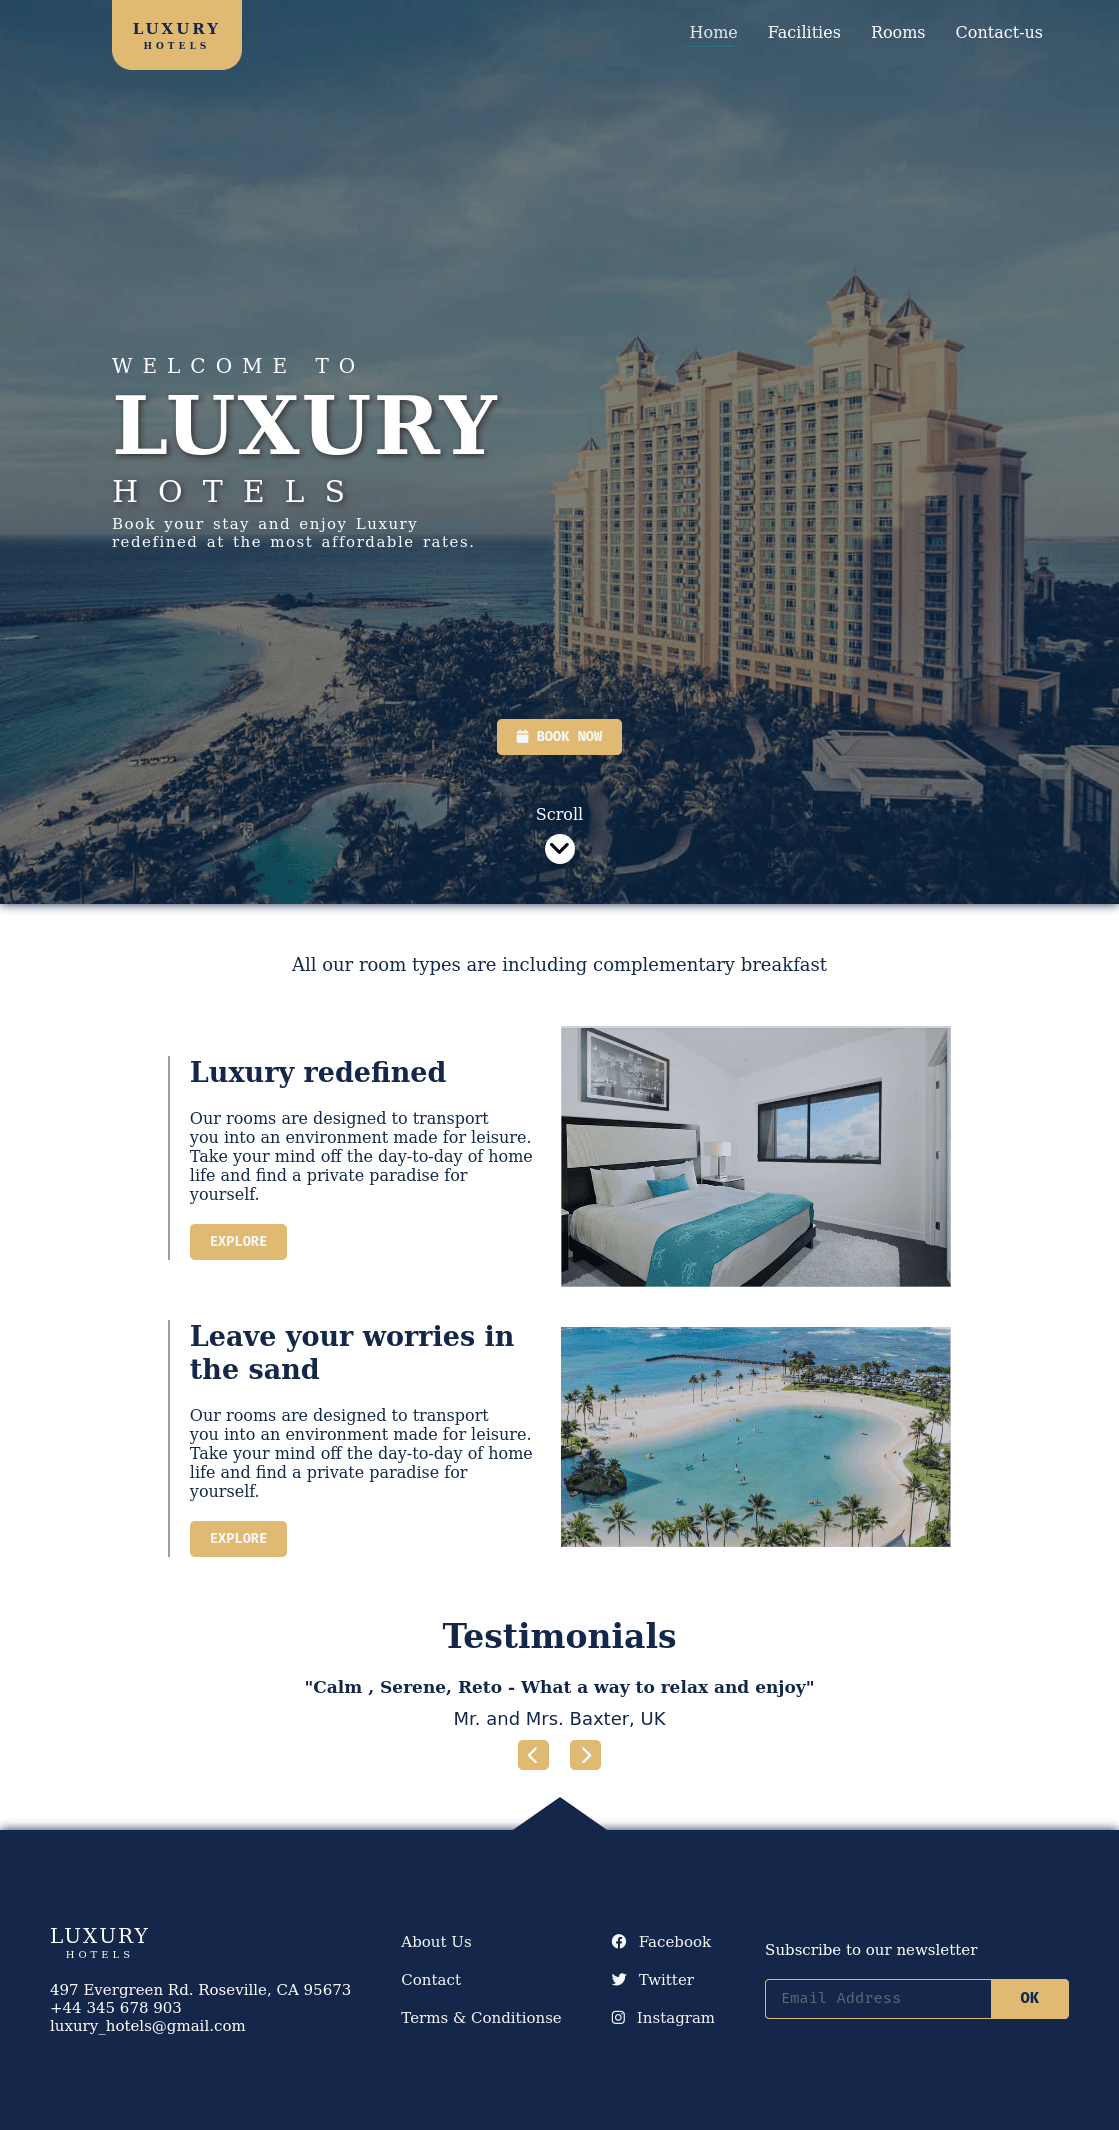 LUXURY
HOTELS
Home Facilities Rooms Contact-us
WELCOME TO
LUXURY
HOTELS
Book your stay and enjoy Luxury
redefined at the most affordable rates.
BOOK NOW
Scroll
All our room types are including complementary breakfast
Luxury redefined
Our rooms are designed to transport
you into an environment made for leisure.
Take your mind off the day-to-day of home
life and find a private paradise for
yourself.
EXPLORE
Leave your worries in
the sand
Our rooms are designed to transport
you into an environment made for leisure.
Take your mind off the day-to-day of home
life and find a private paradise for
yourself.
EXPLORE
Testimonials
"Calm , Serene, Reto - What a way to relax and enjoy"
Mr. and Mrs. Baxter, UK
LUXURY
HOTELS
497 Evergreen Rd. Roseville, CA 95673
+44 345 678 903
luxury_hotels@gmail.com
About Us
Contact
Terms & Conditionse
Facebook
Twitter
Instagram
Subscribe to our newsletter
Email Address
OK